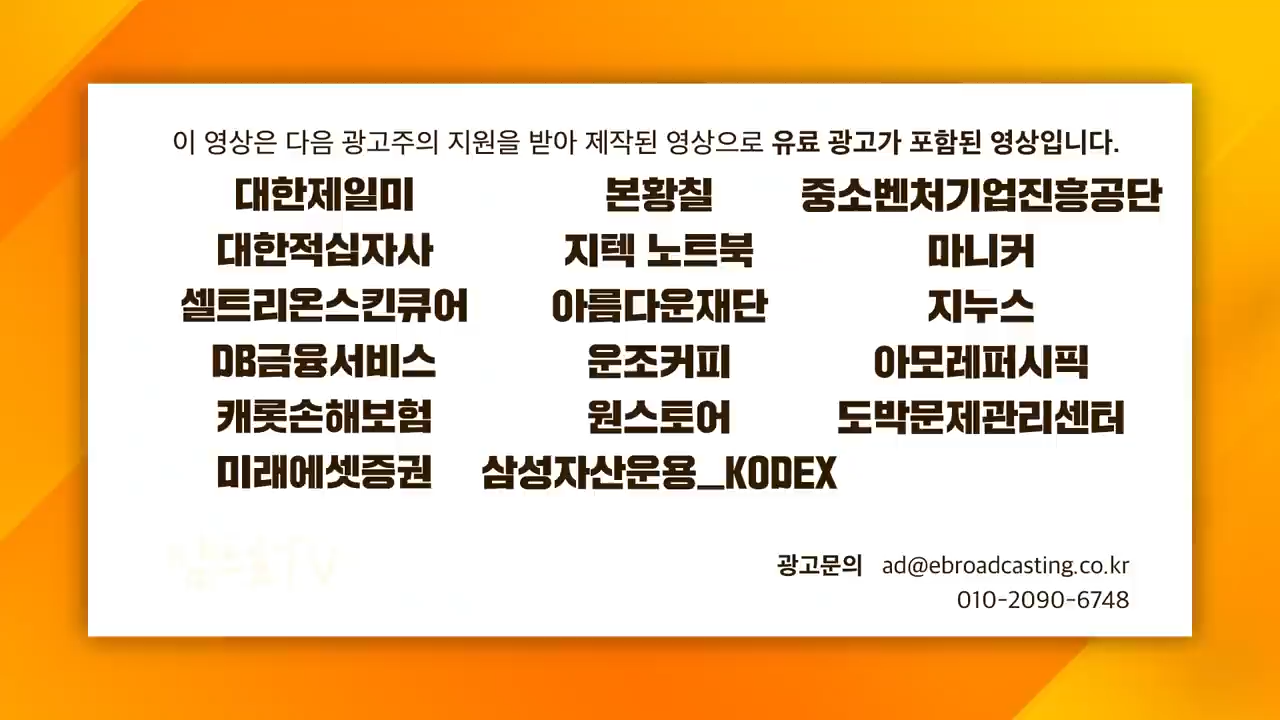 이 영상은 다음 광고주의 지원을 받아 제작된 영상으로 유료 광고가 포함된 영상입니다.
대한제일미 본황칠 중소벤처기업진흥공단
대한적십자사 지텍 노트북 마니커
셀트리온스킨큐어 아름다운재단 지누스
DB금융서비스 운조커피 아모레퍼시픽
캐롯손해보험 원스토어 도박문제관리센터
미래에셋증권 삼성자산운용_KODEX
광고문의 ad@ebroadcasting.co.kr
010-2090-6748